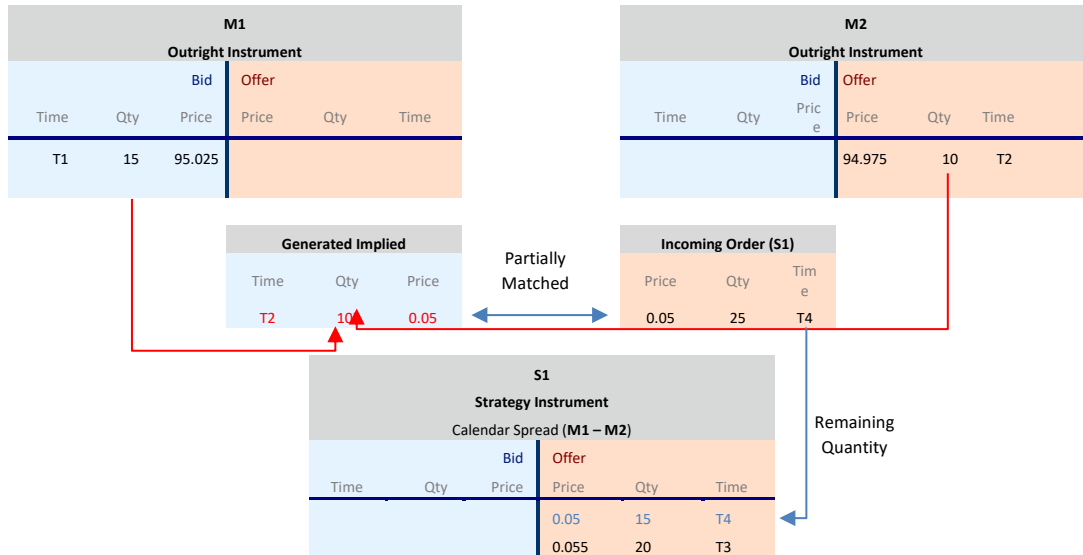 M1
Outright Instrument
Bid Offer
Time Qty Price Price Qty Time
T1 15 95.025
M2
Outright Instrument
Bid Offer
Time Qty Pric
e Price Qty Time
94.975 10 T2
Generated Implied
Time Qty Price
T2 10 0.05
Partially
Matched
Incoming Order (S1)
Price Qty Tim
e
0.05 25 T4
S1
Strategy Instrument
Calendar Spread (M1 – M2)
Bid Offer
Time Qty Price Price Qty Time
0.05 15 T4
0.055 20 T3
Remaining
Quantity